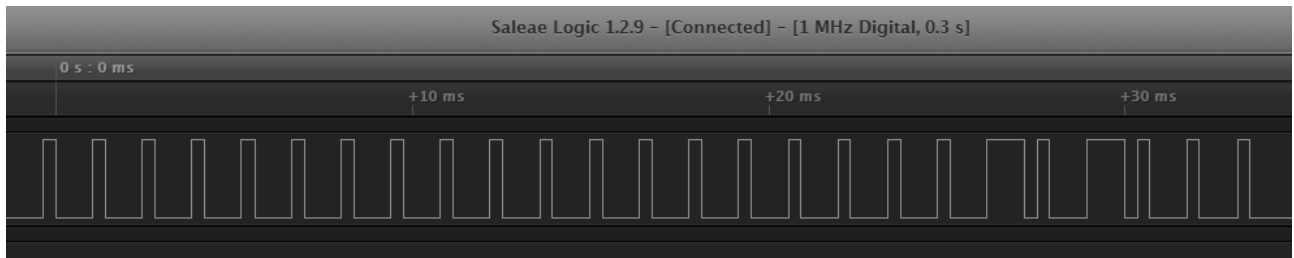 Saleae Logic 1.2.9 – [Connected] – [1 MHz Digital, 0.3 s]
0 s : 0 ms
+10 ms +20 ms +30 ms